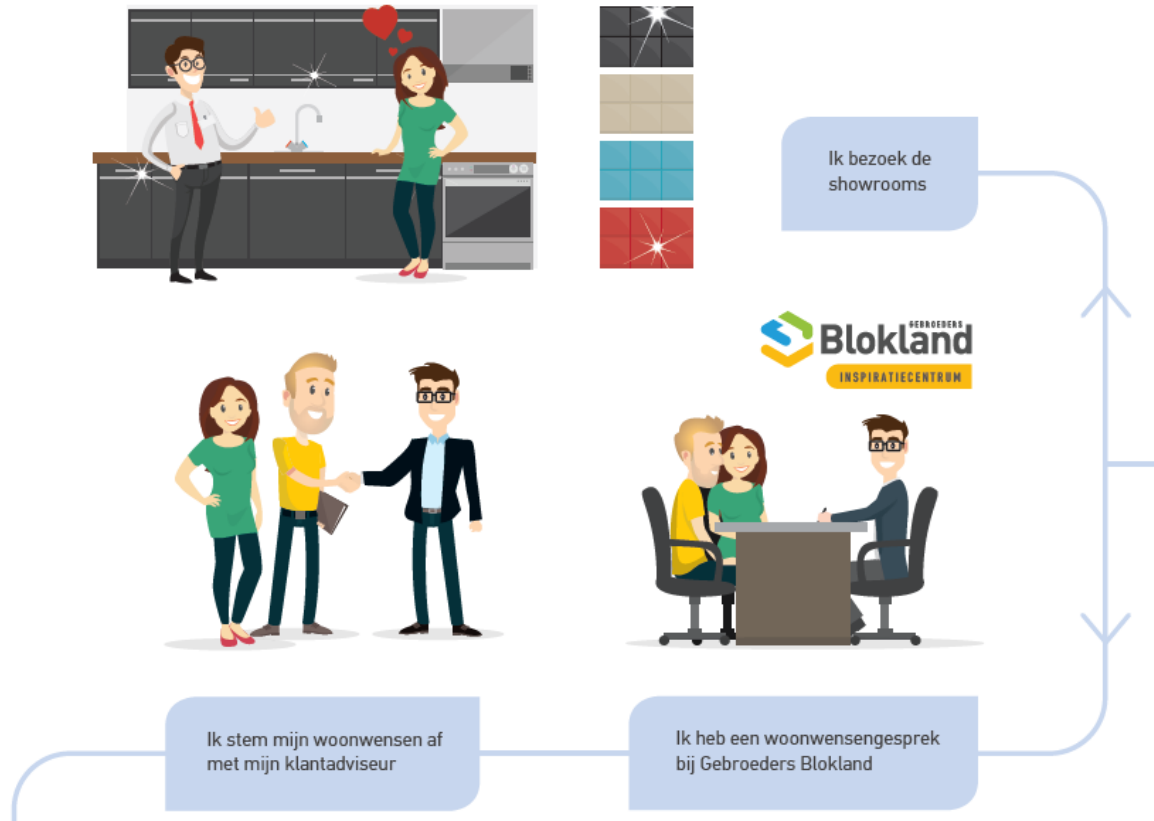 Ik bezoek de
showrooms
GEBROEDERS
Blokland
INSPIRATIECENTRUM
Ik stem mijn woonwensen af
met mijn klantadviseur
Ik heb een woonwensengesprek
bij Gebroeders Blokland